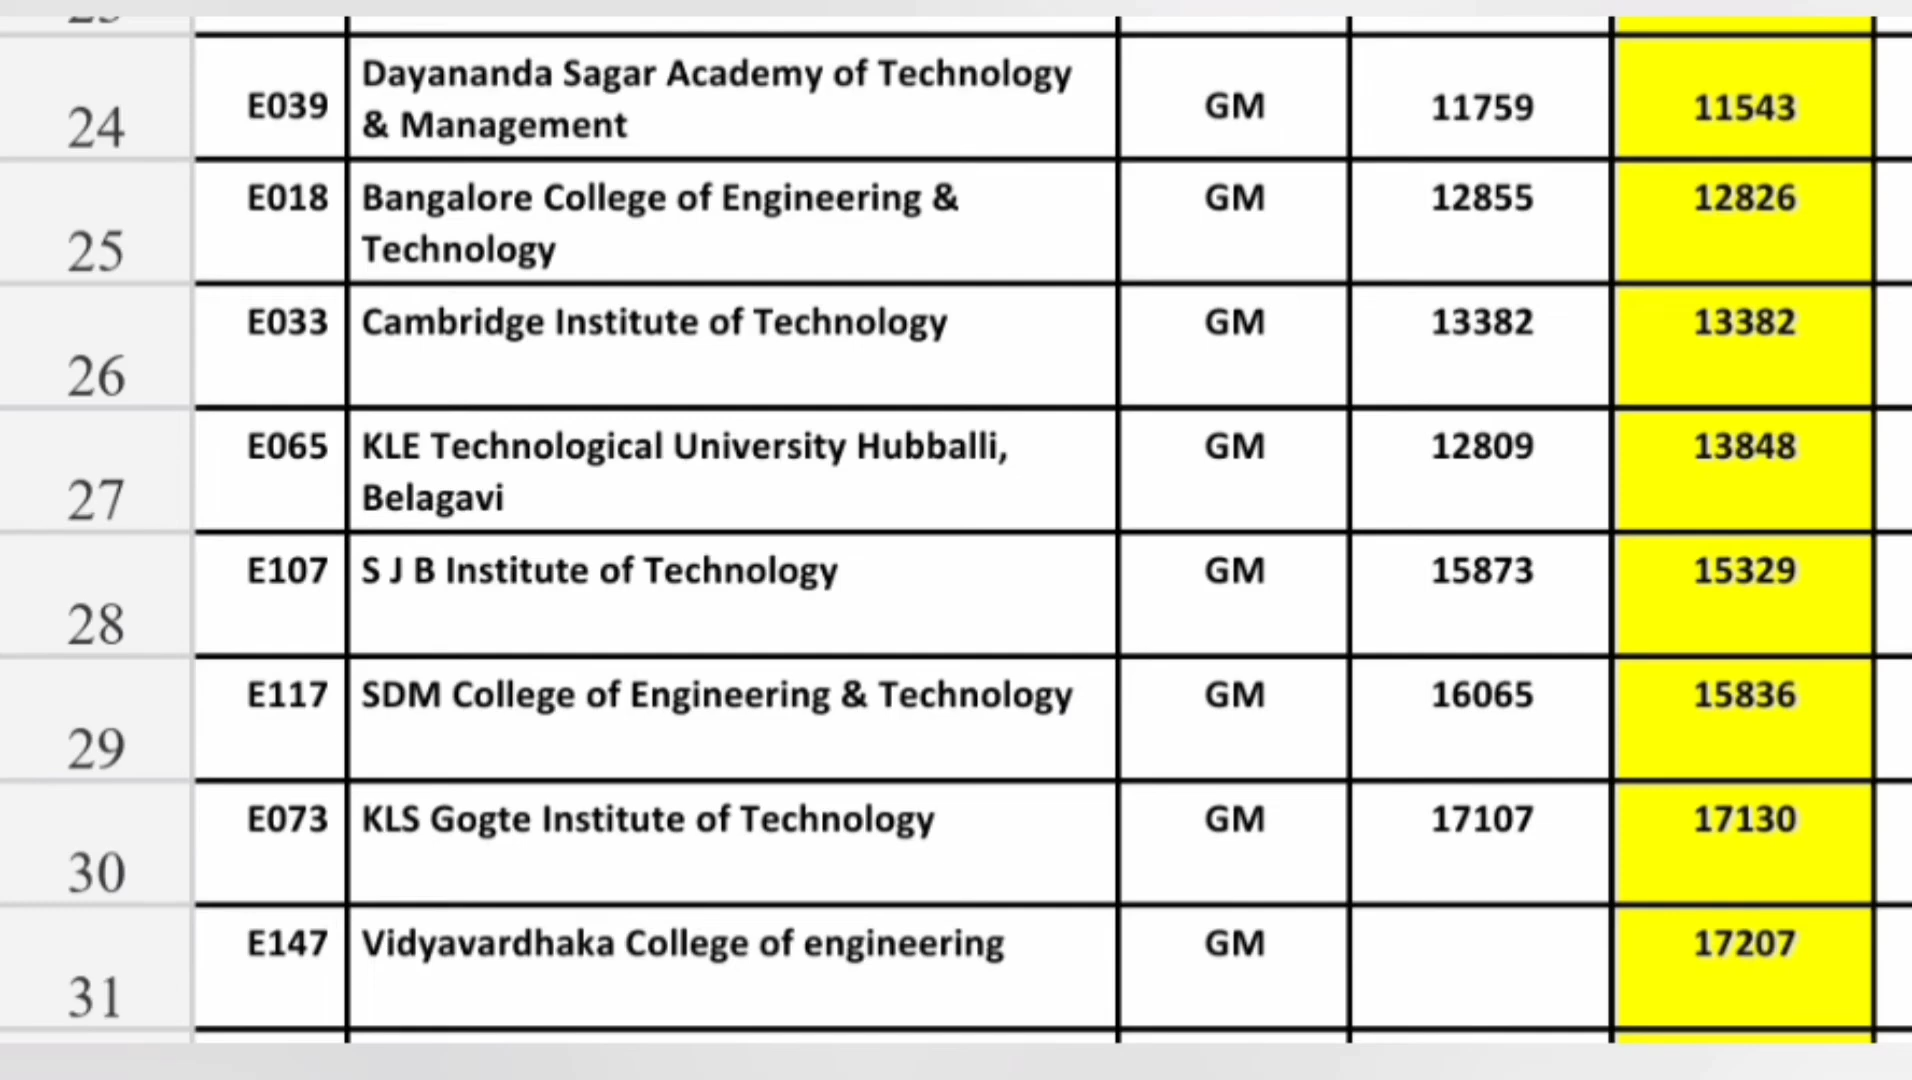 24 E039 Dayananda Sagar Academy of Technology GM 11759 11543
& Management
25 E018 Bangalore College of Engineering & GM 12855 12826
Technology
26 E033 Cambridge Institute of Technology GM 13382 13382
27 E065 KLE Technological University Hubballi, GM 12809 13848
Belagavi
28 E107 S J B Institute of Technology GM 15873 15329
29 E117 SDM College of Engineering & Technology GM 16065 15836
30 E073 KLS Gogte Institute of Technology GM 17107 17130
31 E147 Vidyavardhaka College of engineering GM 17207